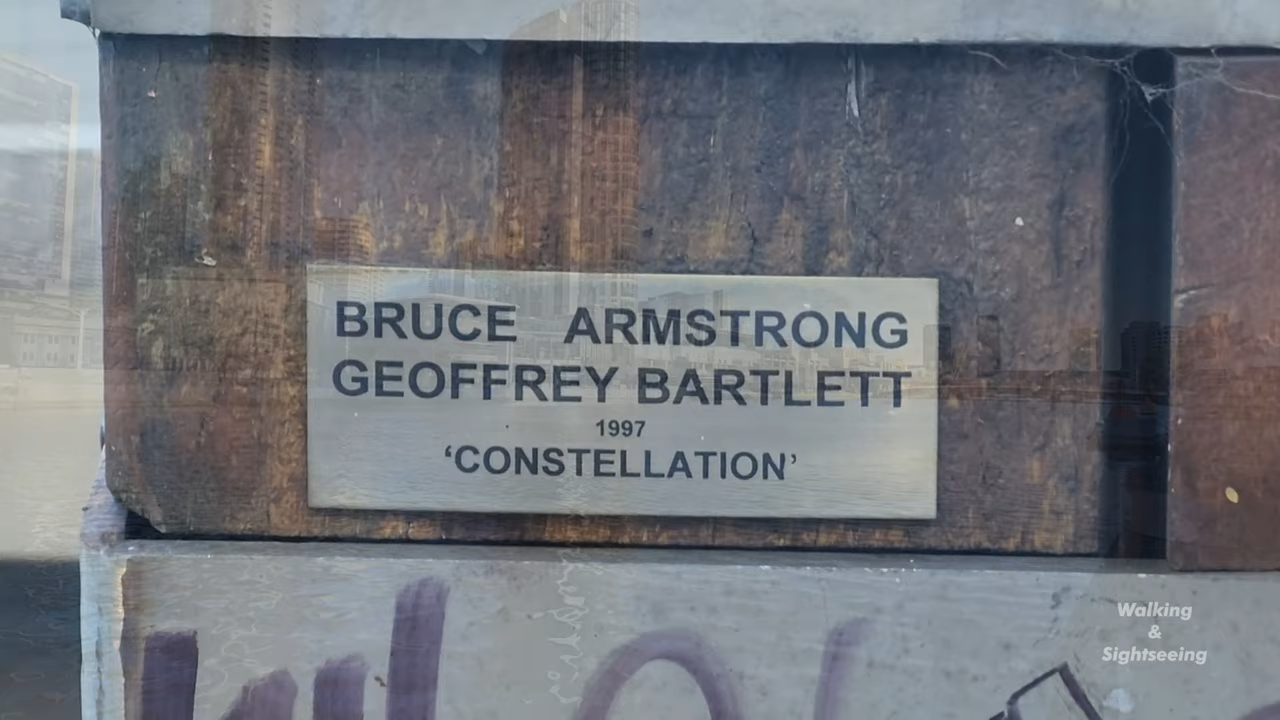 BRUCE ARMSTRONG
GEOFFREY BARTLETT
1997
‘CONSTELLATION’
Walking
&
Sightseeing